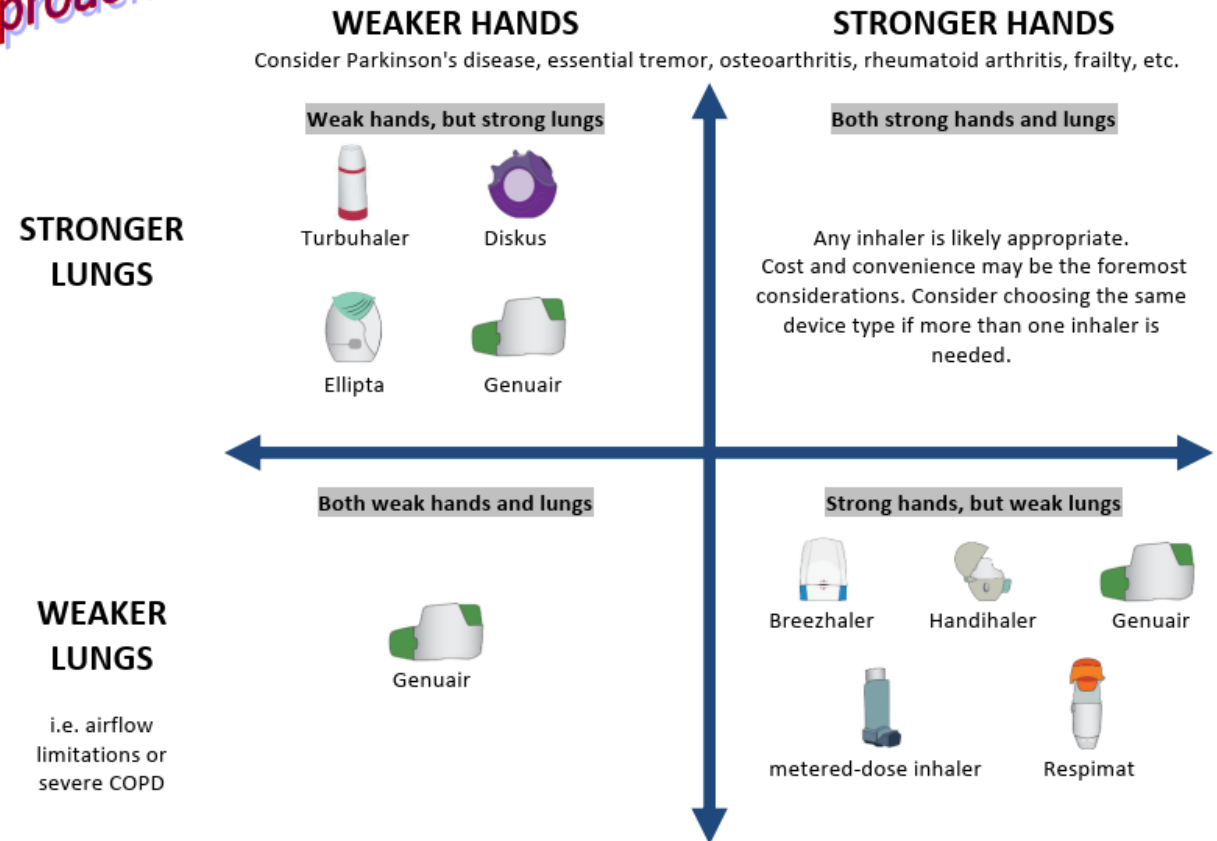 WEAKER HANDS
STRONGER HANDS
Consider Parkinson's disease, essential tremor, osteoarthritis, rheumatoid arthritis, frailty, etc.
Weak hands, but strong lungs
Both strong hands and lungs
STRONGER
LUNGS
Turbuhaler
Diskus
Ellipta
Genuair
Any inhaler is likely appropriate.
Cost and convenience may be the foremost
considerations. Consider choosing the same
device type if more than one inhaler is
needed.
Both weak hands and lungs
Strong hands, but weak lungs
WEAKER
LUNGS
i.e. airflow
limitations or
severe COPD
Genuair
Breezhaler
Handihaler
Genuair
metered-dose inhaler
Respimat